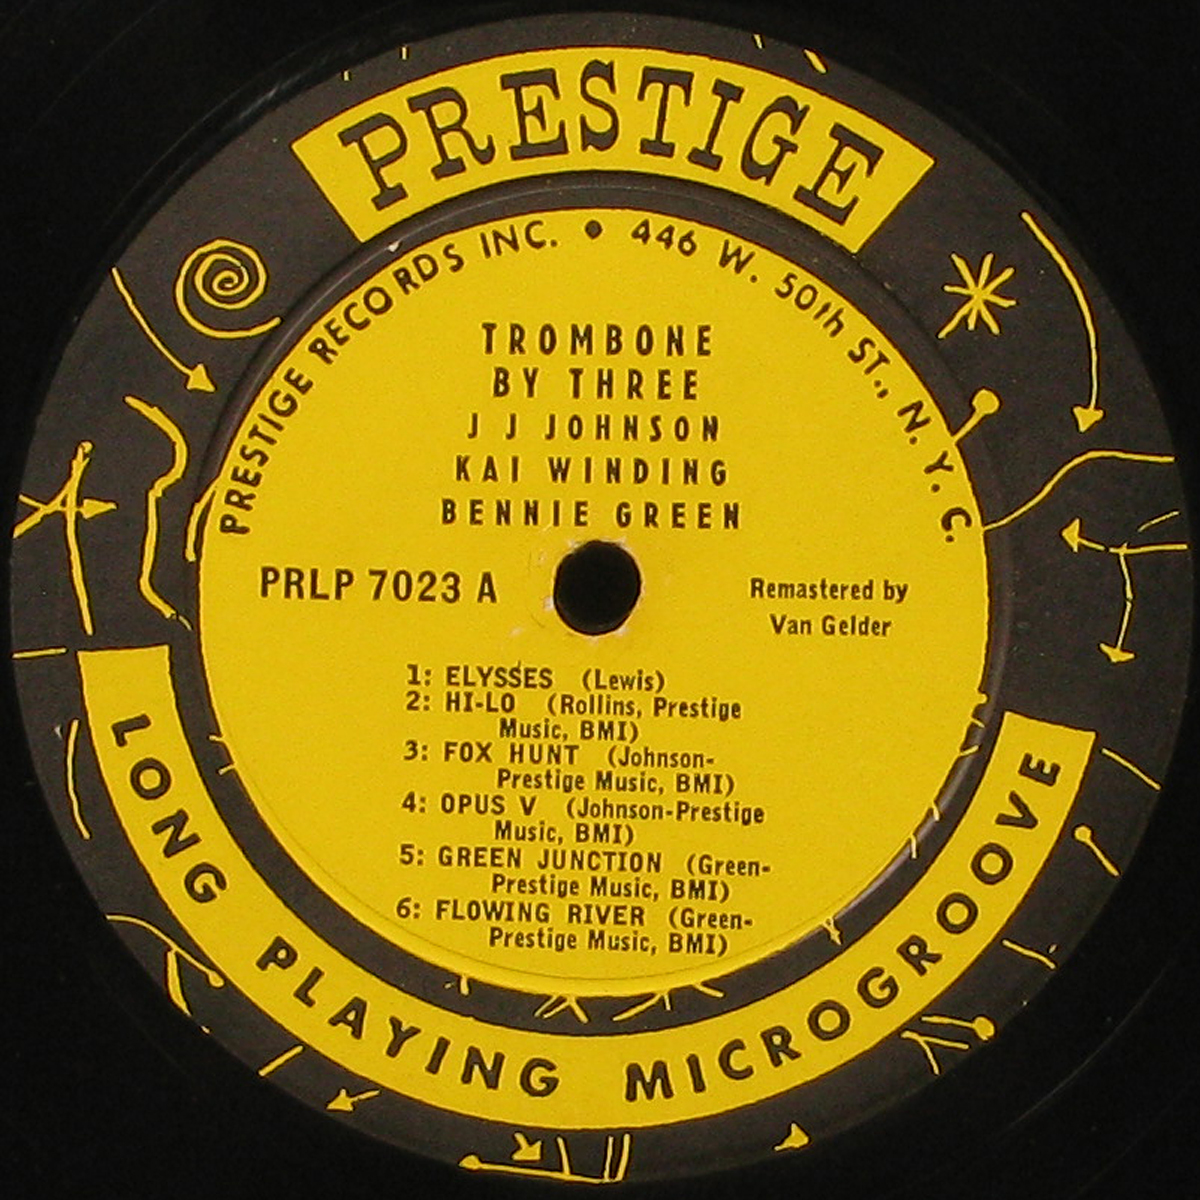 PRESTIGE
PRESTIGE RECORDS INC. • 446 W. 50th ST., N.Y.C.
TROMBONE
BY THREE
J J JOHNSON
KAI WINDING
BENNIE GREEN
PRLP 7023 A
Remastered by
Van Gelder
1: ELYSSES (Lewis)
2: HI-LO (Rollins, Prestige
Music, BMI)
3: FOX HUNT (Johnson-
Prestige Music, BMI)
4: OPUS V (Johnson-Prestige
Music, BMI)
5: GREEN JUNCTION (Green-
Prestige Music, BMI)
6: FLOWING RIVER (Green-
Prestige Music, BMI)
LONG PLAYING MICROGROOVE